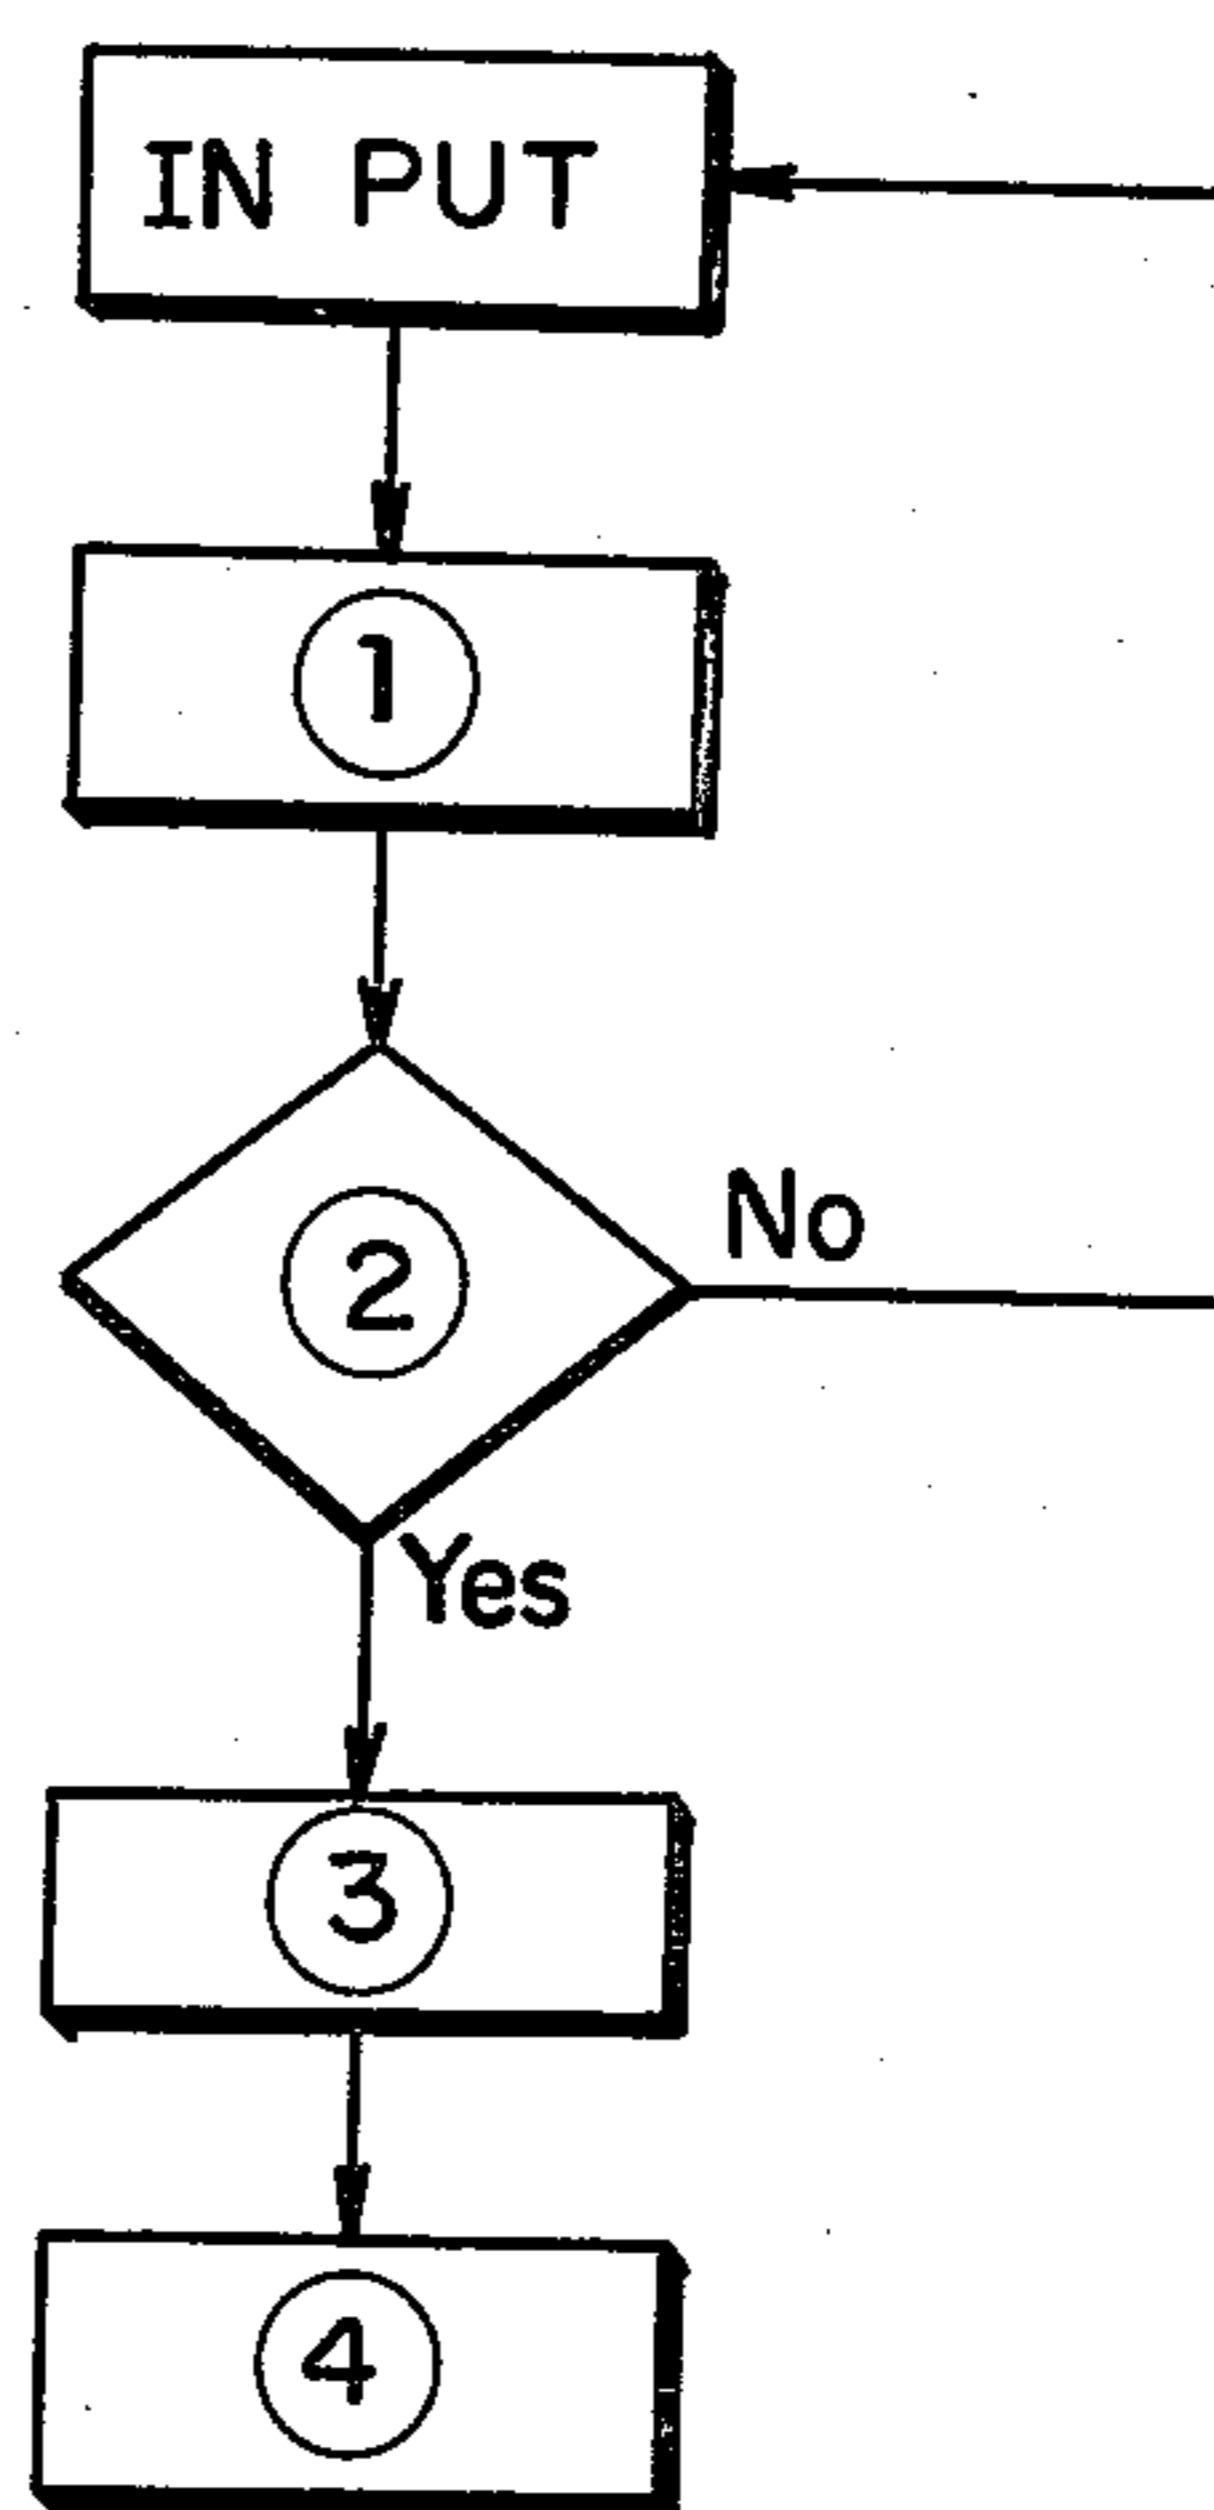 IN PUT
①
②
No
Yes
③
④